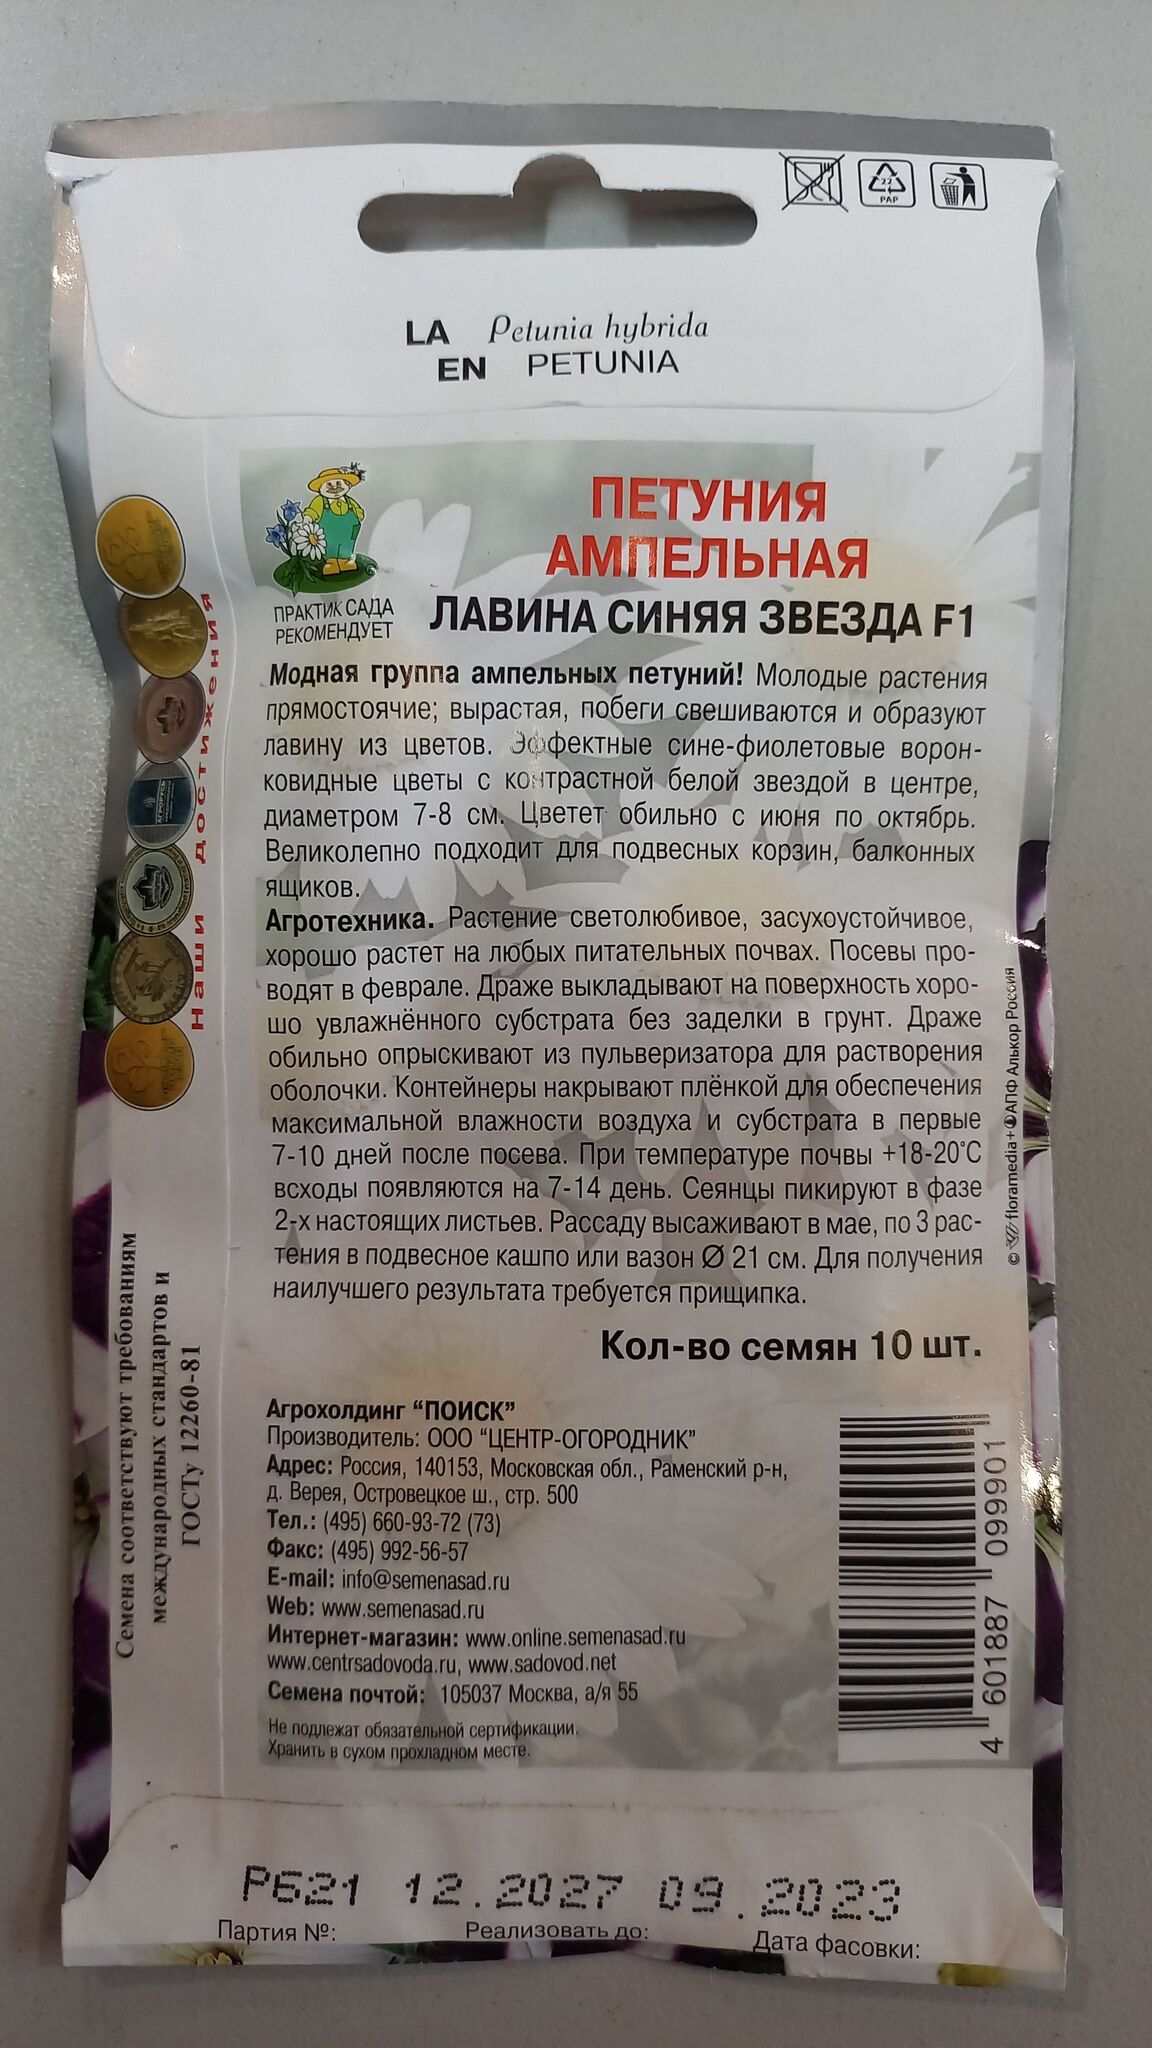 22
PAP
LA Petunia hybrida
EN PETUNIA
ПЕТУНИЯ
АМПЕЛЬНАЯ
ЛАВИНА СИНЯЯ ЗВЕЗДА F1
ПРАКТИК САДА
РЕКОМЕНДУЕТ
Модная группа ампельных петуний! Молодые растения
прямостоячие; вырастая, побеги свешиваются и образуют
лавину из цветов. Эффектные сине-фиолетовые ворон-
ковидные цветы с контрастной белой звездой в центре,
диаметром 7-8 см. Цветет обильно с июня по октябрь.
Великолепно подходит для подвесных корзин, балконных
ящиков.
Агротехника. Растение светолюбивое, засухоустойчивое,
хорошо растет на любых питательных почвах. Посевы про-
водят в феврале. Драже выкладывают на поверхность хоро-
шо увлажнённого субстрата без заделки в грунт. Драже
обильно опрыскивают из пульверизатора для растворения
оболочки. Контейнеры накрывают плёнкой для обеспечения
максимальной влажности воздуха и субстрата в первые
7-10 дней после посева. При температуре почвы +18-20°С
всходы появляются на 7-14 день. Сеянцы пикируют в фазе
2-х настоящих листьев. Рассаду высаживают в мае, по 3 рас-
тения в подвесное кашпо или вазон Ø 21 см. Для получения
наилучшего результата требуется прищипка.
Кол-во семян 10 шт.
Агрохолдинг “ПОИСК”
Производитель: ООО “ЦЕНТР-ОГОРОДНИК”
Адрес: Россия, 140153, Московская обл., Раменский р-н,
д. Верея, Островецкое ш., стр. 500
Тел.: (495) 660-93-72 (73)
Факс: (495) 992-56-57
E-mail: info@semenasad.ru
Web: www.semenasad.ru
Интернет-магазин: www.online.semenasad.ru
www.centrsadovoda.ru, www.sadovod.net
Семена почтой: 105037 Москва, а/я 55
Не подлежат обязательной сертификации.
Хранить в сухом прохладном месте.
4 601887 099901
© floramedia+ АПФ Алькор Россия
Наши достижения
АГРОРУСЬ
Семена соответствуют требованиям
международных стандартов и
ГОСТу 12260-81
РБ21 12.2027 09.2023
Партия №: Реализовать до: Дата фасовки: